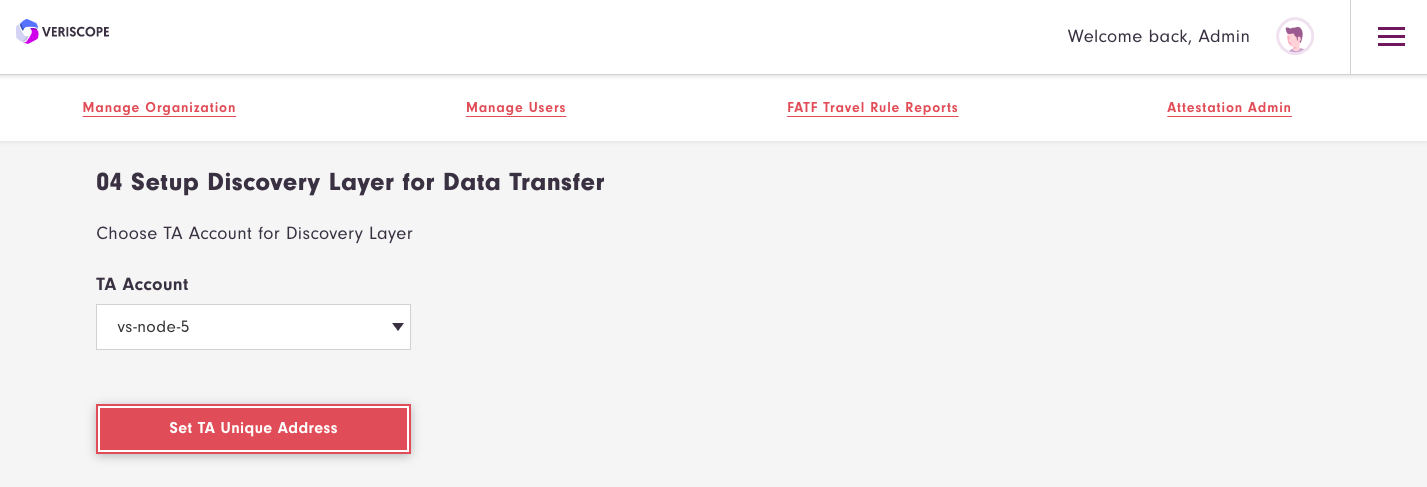 VERISCOPE
Welcome back, Admin
Manage Organization
Manage Users
FATF Travel Rule Reports
Attestation Admin
04 Setup Discovery Layer for Data Transfer
Choose TA Account for Discovery Layer
TA Account
vs-node-5
Set TA Unique Address